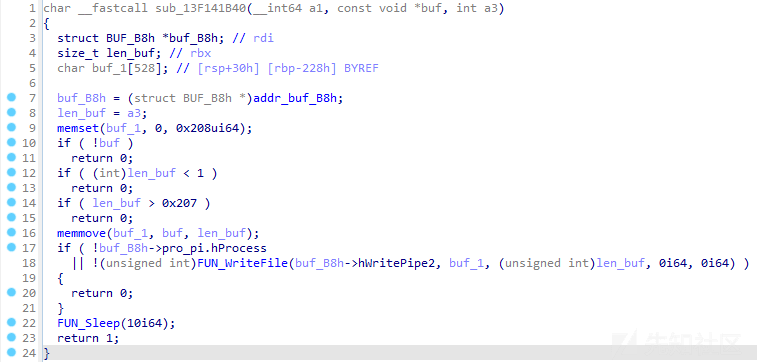 1 char __fastcall sub_13F141B40(__int64 a1, const void *buf, int a3)
2 {
3 struct BUF_B8h *buf_B8h; // rdi
4 size_t len_buf; // rbx
5 char buf_1[528]; // [rsp+30h] [rbp-228h] BYREF
6
7 buf_B8h = (struct BUF_B8h *)addr_buf_B8h;
8 len_buf = a3;
9 memset(buf_1, 0, 0x208ui64);
10 if ( !buf )
11 return 0;
12 if ( (int)len_buf < 1 )
13 return 0;
14 if ( len_buf > 0x207 )
15 return 0;
16 memmove(buf_1, buf, len_buf);
17 if ( !buf_B8h->pro_pi.hProcess
18 || !(unsigned int)FUN_WriteFile(buf_B8h->hWritePipe2, buf_1, (unsigned int)len_buf, 0i64, 0i64) )
19 {
20 return 0;
21 }
22 FUN_Sleep(10i64);
23 return 1;
24 }
先知社区